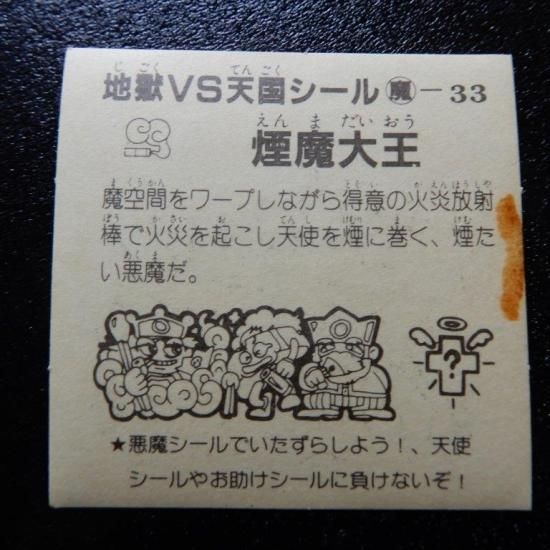 地獄VS天国シール魔-33
煙魔大王
魔空間をワープしながら得意の火炎放射
棒で火災を起こし天使を煙に巻く、煙た
い悪魔だ。
?
★悪魔シールでいたずらしよう!、天使
シールやお助けシールに負けないぞ!